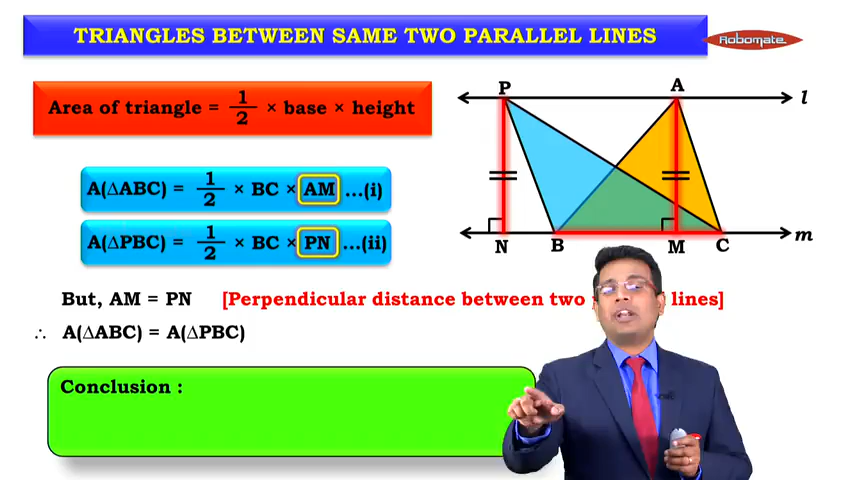 TRIANGLES BETWEEN SAME TWO PARALLEL LINES
Robomate
Area of triangle = 1/2 × base × height
P A l
A(∆ABC) = 1/2 × BC × AM ...(i)
A(∆PBC) = 1/2 × BC × PN ...(ii)
N B M C m
But, AM = PN [Perpendicular distance between two lines]
∴ A(∆ABC) = A(∆PBC)
Conclusion :